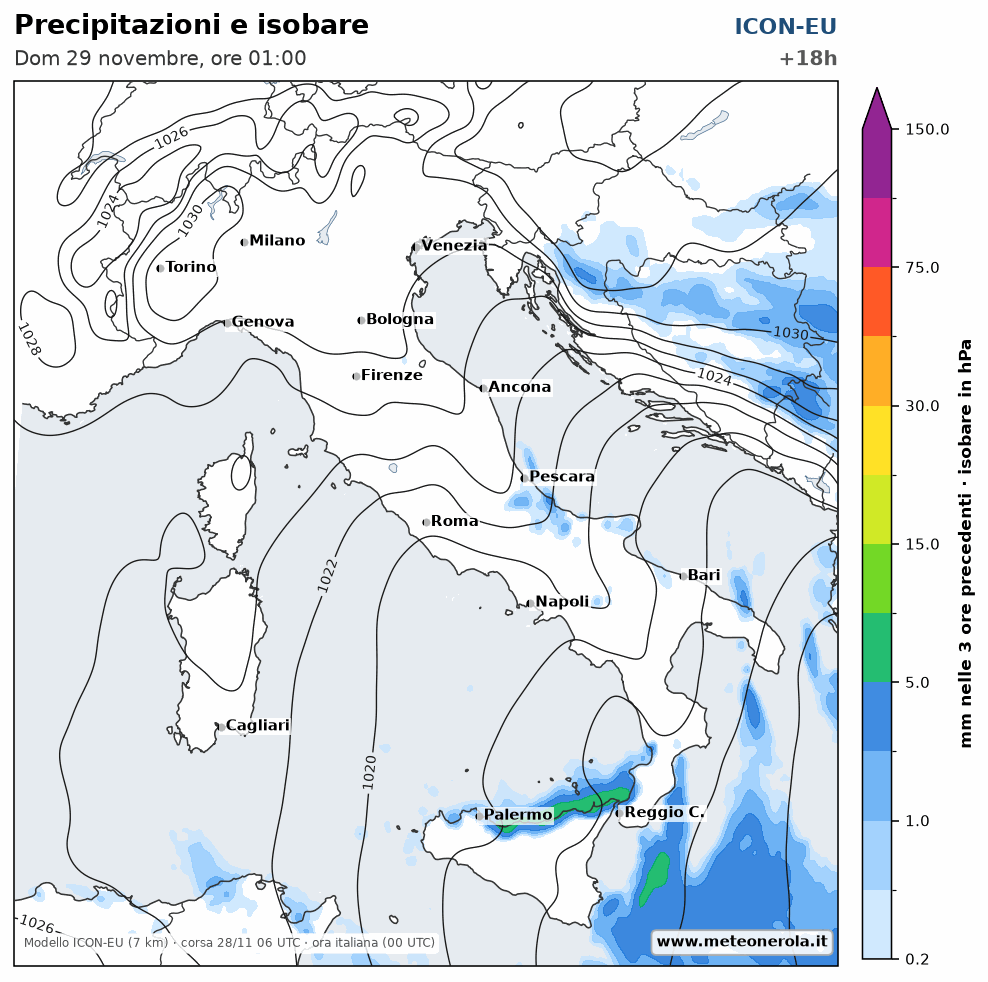 Precipitazioni e isobare
ICON-EU
Dom 29 novembre, ore 01:00
+18h
1026
1024
1030
Milano
Venezia
Torino
Genova
Bologna
1028
1030
Firenze
1024
Ancona
Pescara
Roma
1022
Bari
Napoli
Cagliari
1020
Palermo
Reggio C.
1026
Modello ICON-EU (7 km) · corsa 28/11 06 UTC · ora italiana (00 UTC)
www.meteonerola.it
150.0
75.0
30.0
15.0
5.0
1.0
0.2
mm nelle 3 ore precedenti · isobare in hPa